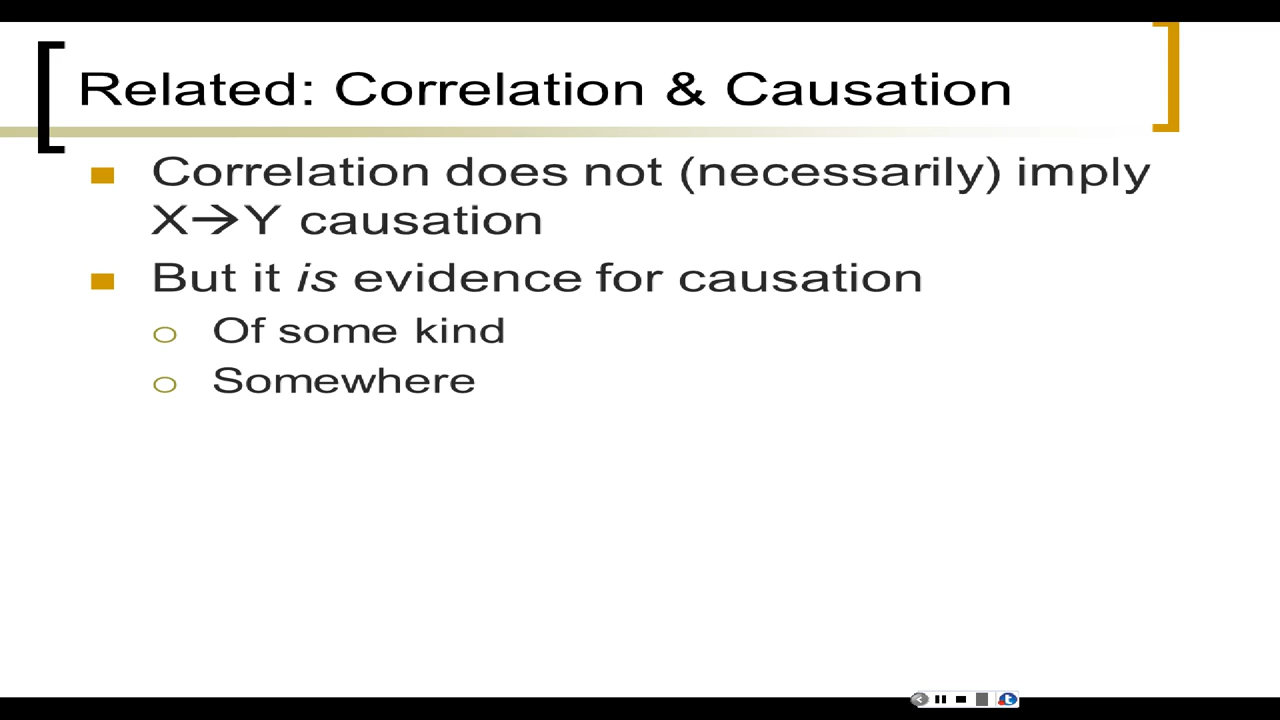 Related: Correlation & Causation
Correlation does not (necessarily) imply
X→Y causation
But it is evidence for causation
Of some kind
Somewhere